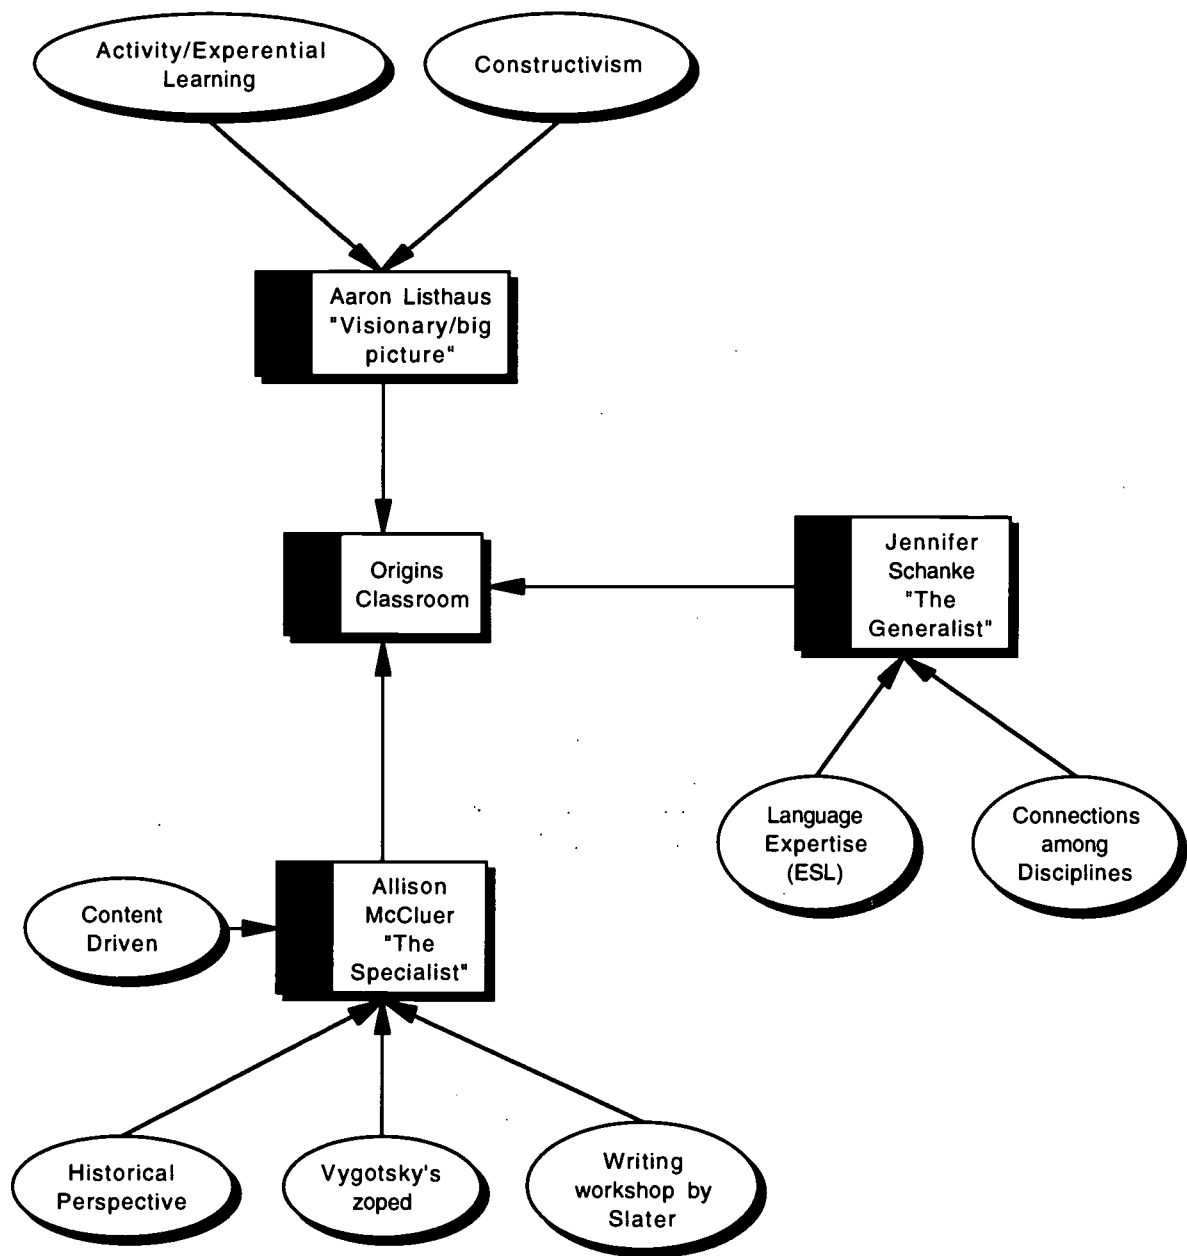 Activity/Experential
Learning
Constructivism
Aaron Listhaus
"Visionary/big
picture"
Origins
Classroom
Jennifer
Schanke
"The
Generalist"
Language
Expertise
(ESL)
Connections
among
Disciplines
Allison
McCluer
"The
Specialist"
Content
Driven
Historical
Perspective
Vygotsky's
zoped
Writing
workshop by
Slater